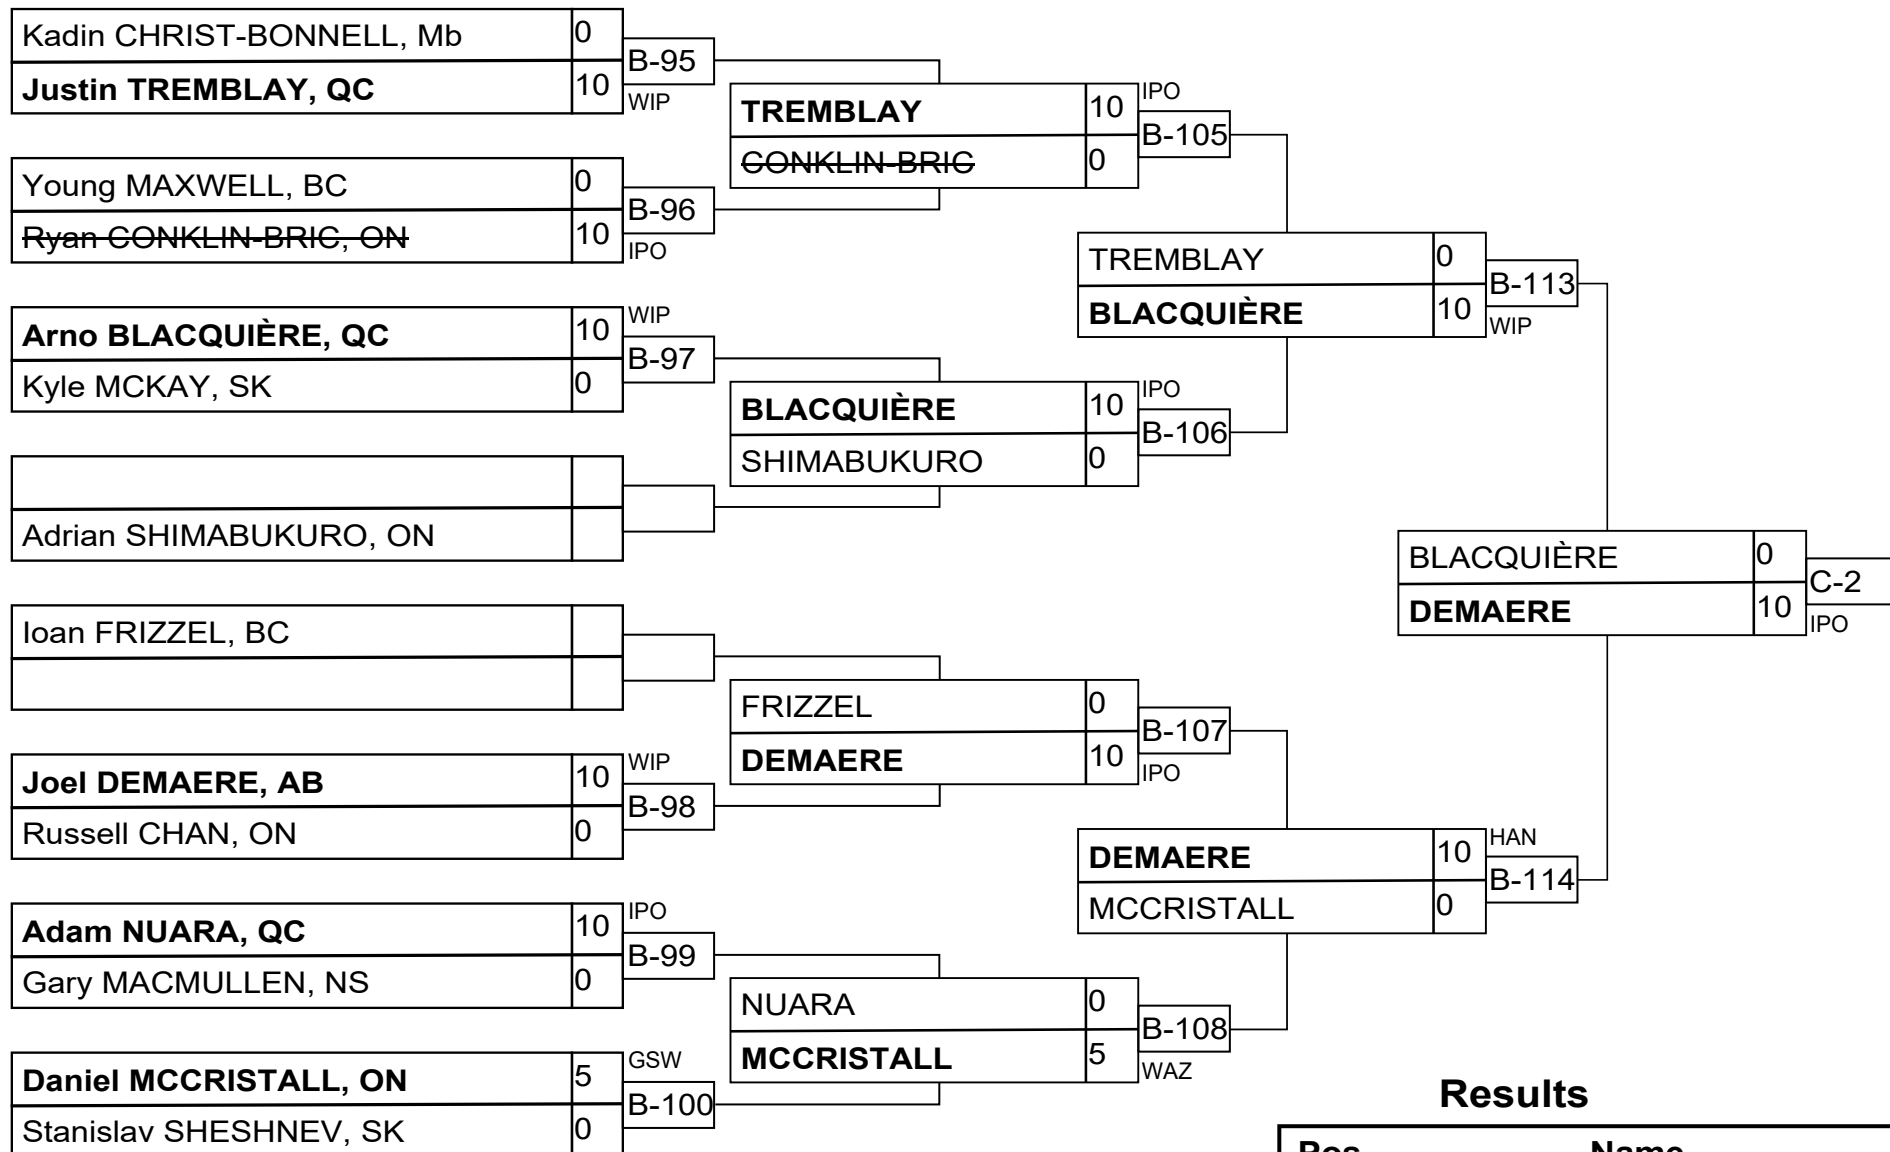 Kadin CHRIST-BONNELL, Mb 0
B-95
Justin TREMBLAY, QC 10
WIP
Young MAXWELL, BC 0
B-96
Ryan CONKLIN-BRIC, ON 10
IPO
Arno BLACQUIÈRE, QC 10
WIP
B-97
Kyle MCKAY, SK 0
Adrian SHIMABUKURO, ON
Ioan FRIZZEL, BC
Joel DEMAERE, AB 10
WIP
B-98
Russell CHAN, ON 0
Adam NUARA, QC 10
IPO
B-99
Gary MACMULLEN, NS 0
Daniel MCCRISTALL, ON 5
GSW
B-100
Stanislav SHESHNEV, SK 0
TREMBLAY 10
IPO
B-105
CONKLIN-BRIC 0
BLACQUIÈRE 10
IPO
B-106
SHIMABUKURO 0
FRIZZEL 0
B-107
DEMAERE 10
IPO
NUARA 0
B-108
MCCRISTALL 5
WAZ
TREMBLAY 0
B-113
BLACQUIÈRE 10
WIP
DEMAERE 10
HAN
B-114
MCCRISTALL 0
BLACQUIÈRE 0
C-2
DEMAERE 10
IPO
Results
Pos Name